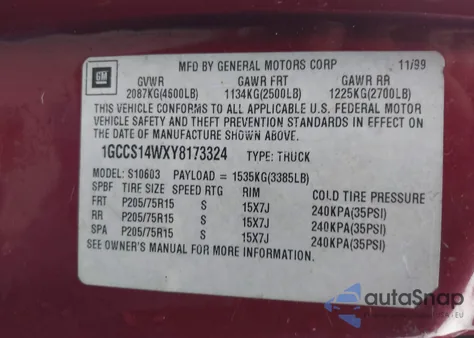 GM
MFD BY GENERAL MOTORS CORP 11/99
GVWR GAWR FRT GAWR RR
2087KG(4600LB) 1134KG(2500LB) 1225KG(2700LB)
THIS VEHICLE CONFORMS TO ALL APPLICABLE U.S. FEDERAL MOTOR
VEHICLE SAFETY AND THEFT PREVENTION STANDARDS IN EFFECT ON
THE DATE OF MANUFACTURE SHOWN ABOVE.
1GCCS14WXY8173324 TYPE: TRUCK
MODEL: S10603 PAYLOAD = 1535KG(3385LB)
SPBF TIRE SIZE SPEED RTG RIM COLD TIRE PRESSURE
FRT P205/75R15 S 15X7J 240KPA(35PSI)
RR P205/75R15 S 15X7J 240KPA(35PSI)
SPA P205/75R15 S 15X7J 240KPA(35PSI)
SEE OWNER'S MANUAL FOR MORE INFORMATION.
autoSnap